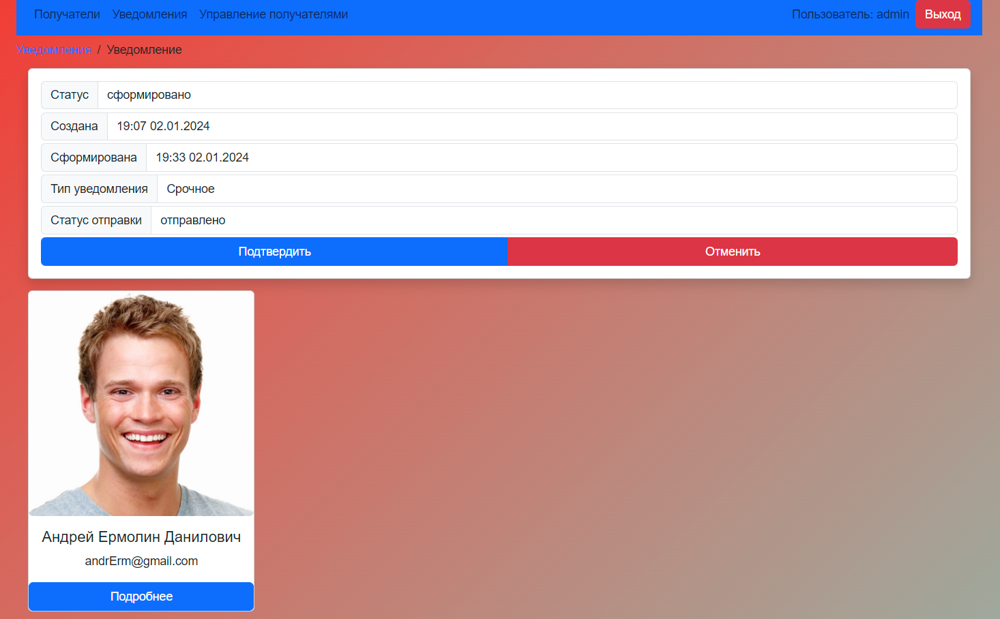 Получатели Уведомления Управление получателями Пользователь: admin Выход
Уведомления / Уведомление
Статус сформировано
Создана 19:07 02.01.2024
Сформирована 19:33 02.01.2024
Тип уведомления Срочное
Статус отправки отправлено
Подтвердить Отменить
Андрей Ермолин Данилович
andrErm@gmail.com
Подробнее